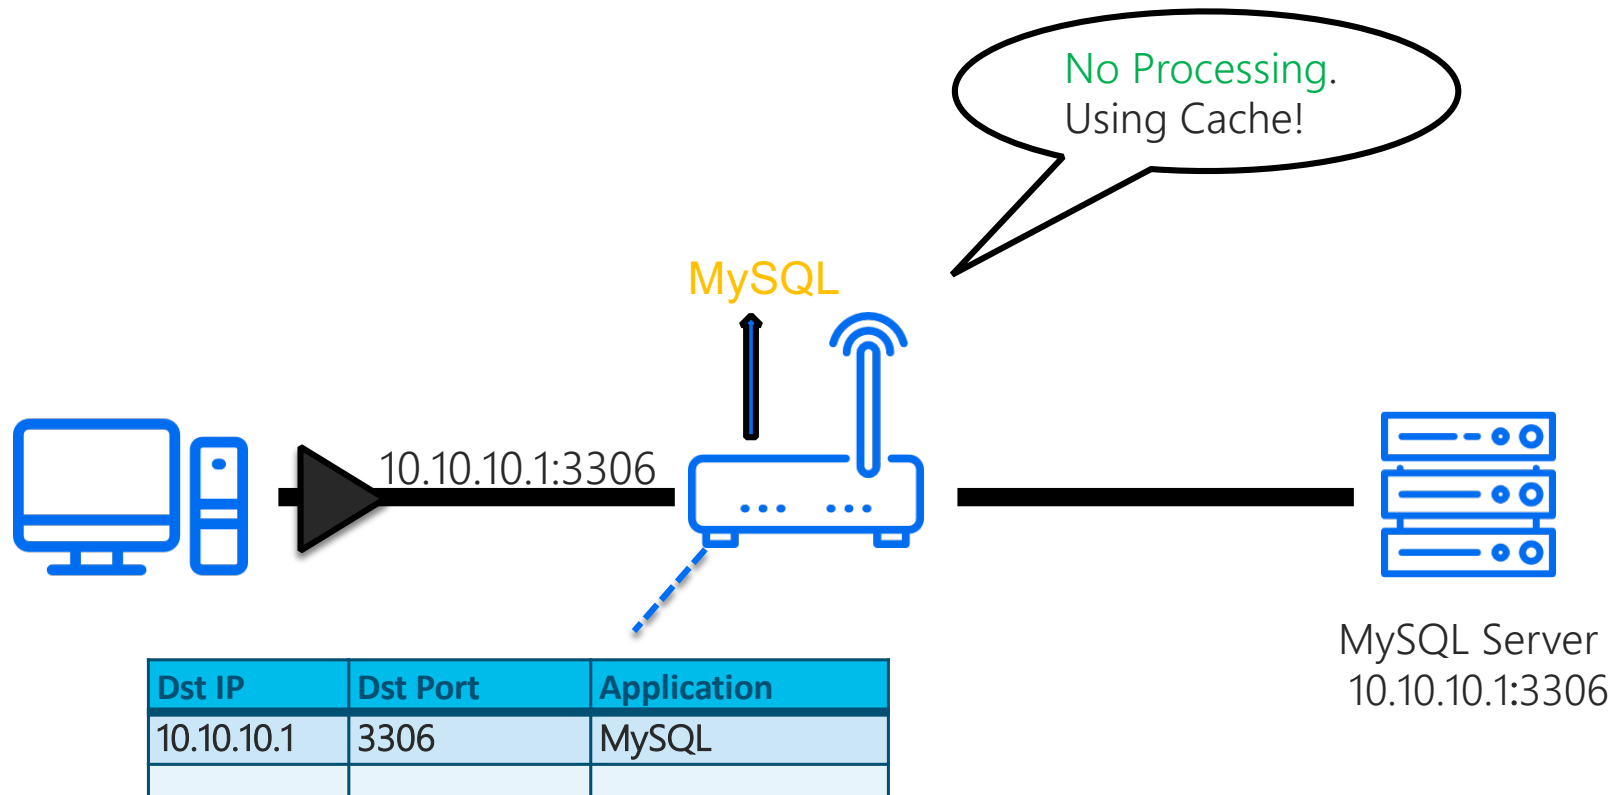 No Processing.
Using Cache!
MySQL
10.10.10.1:3306
MySQL Server
10.10.10.1:3306
Dst IP Dst Port Application
10.10.10.1 3306 MySQL